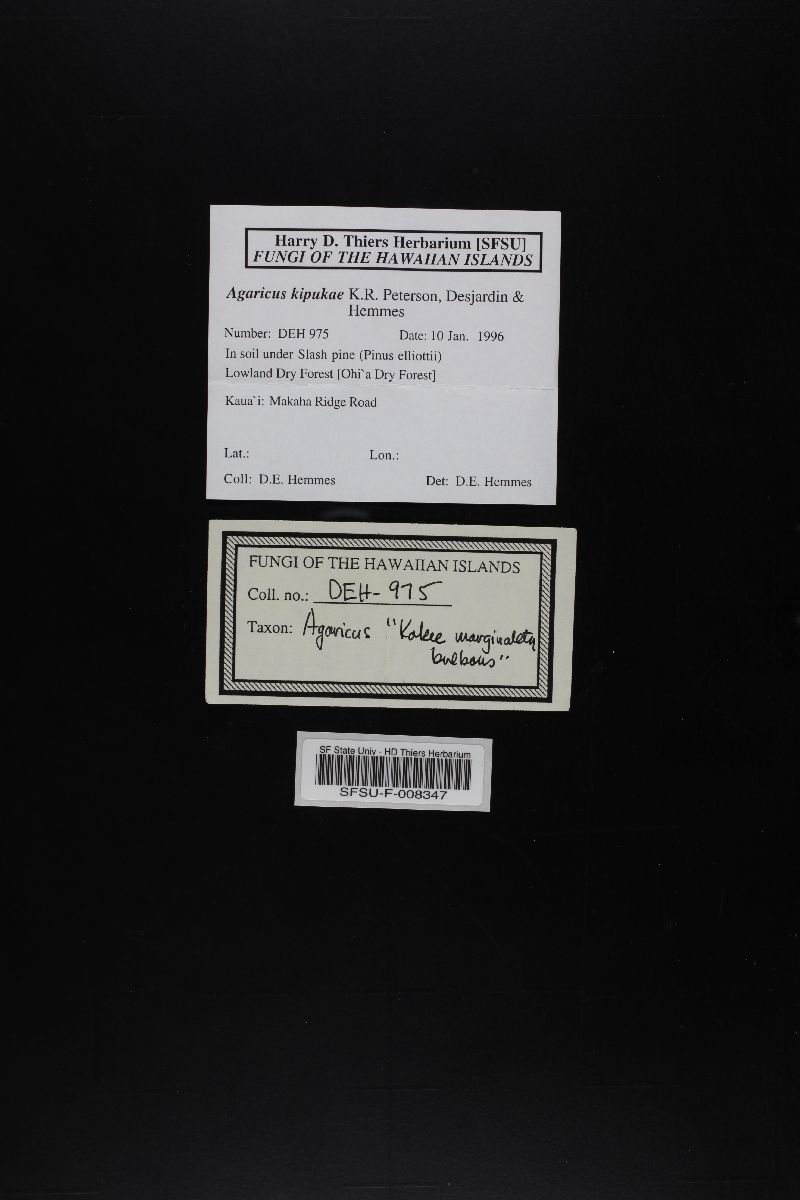 Harry D. Thiers Herbarium [SFSU]
FUNGI OF THE HAWAIIAN ISLANDS
Agaricus kipukae K.R. Peterson, Desjardin &
Hemmes
Number: DEH 975 Date: 10 Jan. 1996
In soil under Slash pine (Pinus elliottii)
Lowland Dry Forest [Ohi`a Dry Forest]
Kaua`i: Makaha Ridge Road
Lat.: Lon.:
Coll: D.E. Hemmes Det: D.E. Hemmes
FUNGI OF THE HAWAIIAN ISLANDS
Coll. no.: DEH-975
Taxon: Agaricus "Kokee marginately
bulbous"
SF State Univ - HD Thiers Herbarium
SFSU-F-008347